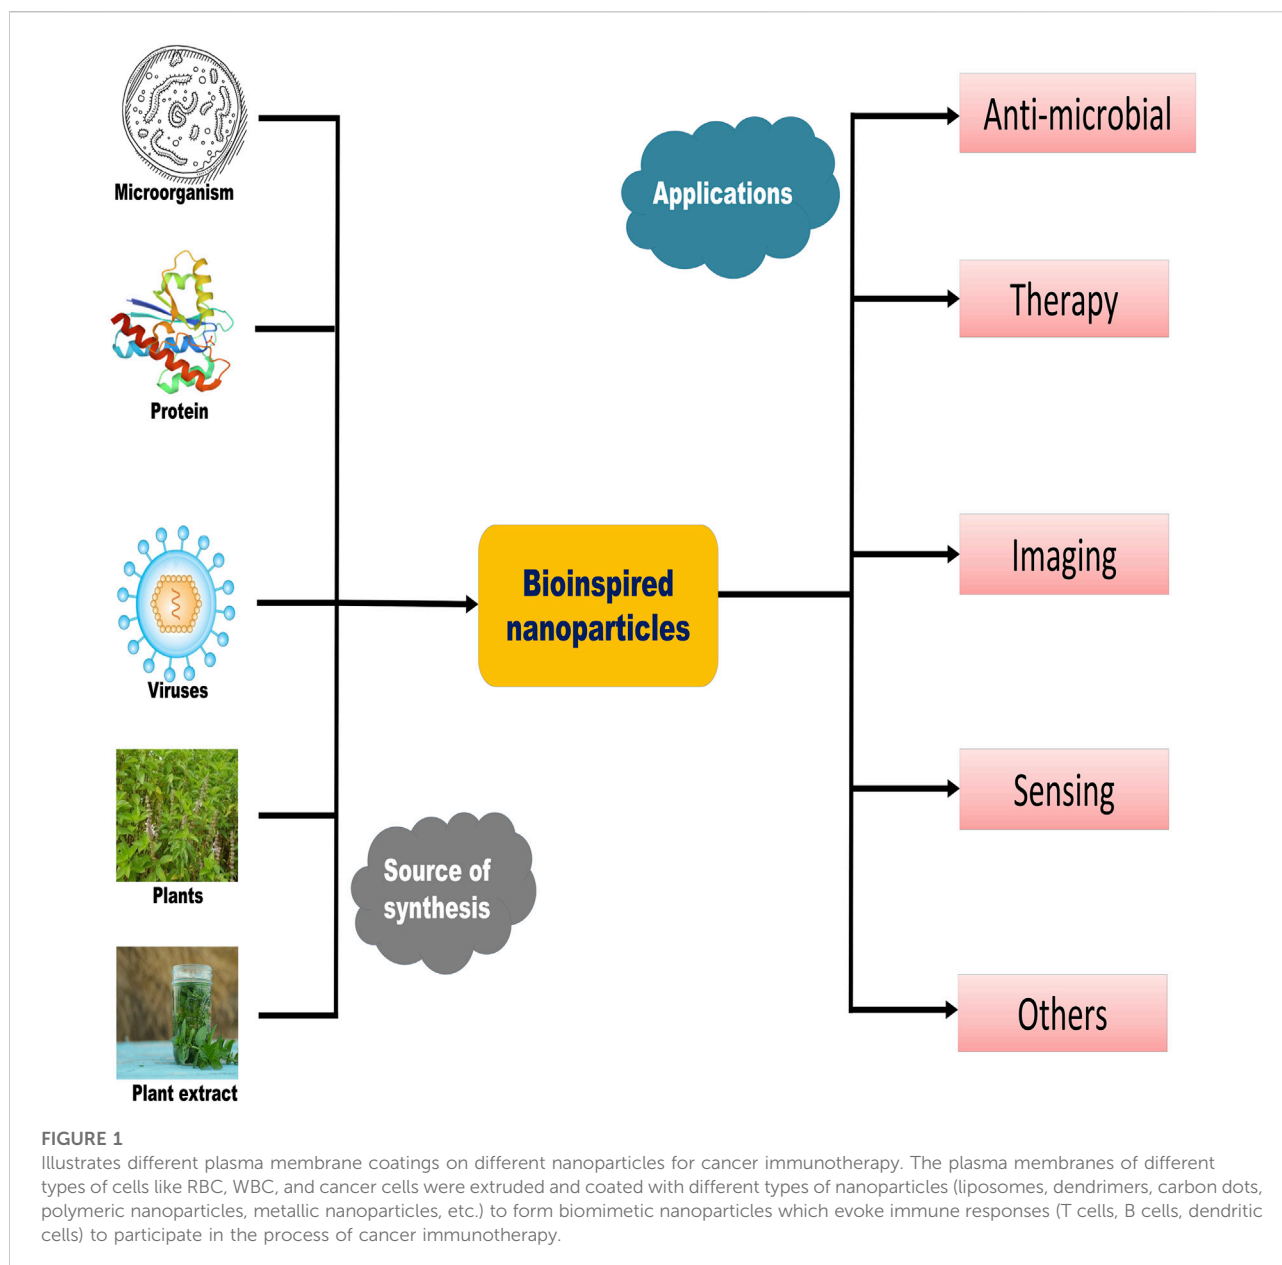 Microorganism
Protein
Viruses
Plants
Plant extract
Source of
synthesis
Bioinspired
nanoparticles
Applications
Anti-microbial
Therapy
Imaging
Sensing
Others
FIGURE 1
Illustrates different plasma membrane coatings on different nanoparticles for cancer immunotherapy. The plasma membranes of different
types of cells like RBC, WBC, and cancer cells were extruded and coated with different types of nanoparticles (liposomes, dendrimers, carbon dots,
polymeric nanoparticles, metallic nanoparticles, etc.) to form biomimetic nanoparticles which evoke immune responses (T cells, B cells, dendritic
cells) to participate in the process of cancer immunotherapy.